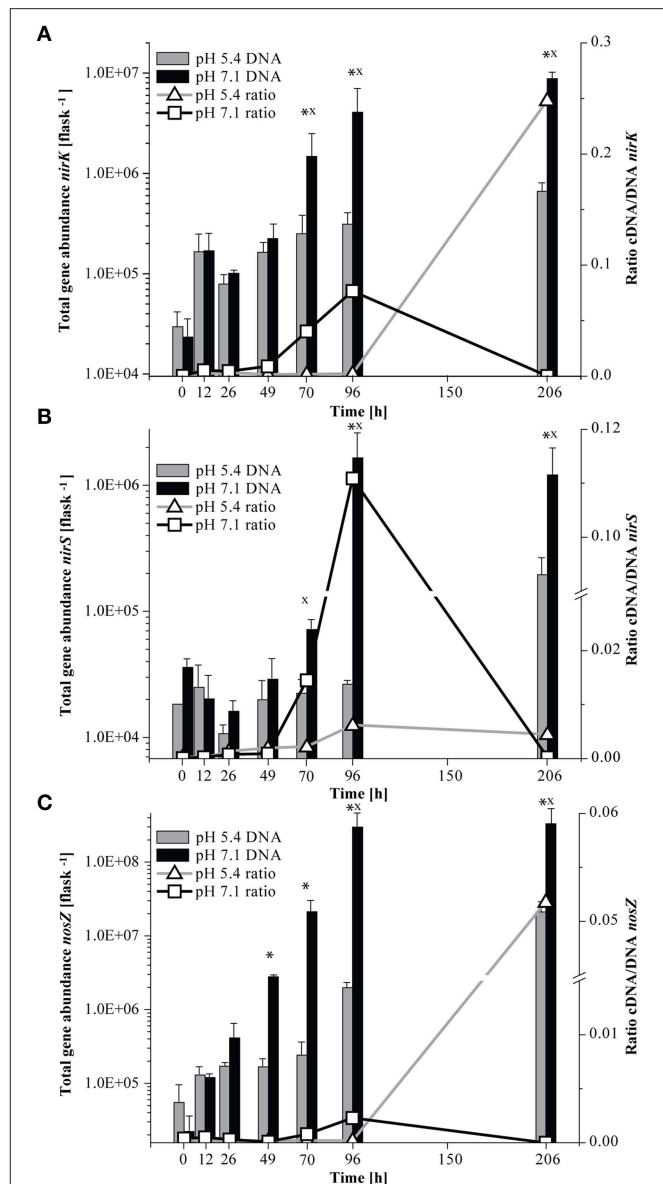 A
pH 5.4 DNA
pH 7.1 DNA
pH 5.4 ratio
pH 7.1 ratio
*x
*x
*x
1.0E+07
1.0E+06
1.0E+05
1.0E+04
Total gene abundance nirK [flask -1 ]
0.3
0.2
0.1
0.0
Ratio cDNA/DNA nirK
0 12 26 49 70 96 150 206
Time [h]
B
pH 5.4 DNA
pH 7.1 DNA
pH 5.4 ratio
pH 7.1 ratio
x
*x
*x
1.0E+06
1.0E+05
1.0E+04
Total gene abundance nirS [flask -1 ]
0.12
0.10
0.02
0.00
Ratio cDNA/DNA nirS
0 12 26 49 70 96 150 206
Time [h]
C
pH 5.4 DNA
pH 7.1 DNA
pH 5.4 ratio
pH 7.1 ratio
*
*
*x
*x
1.0E+08
1.0E+07
1.0E+06
1.0E+05
Total gene abundance nosZ [flask -1 ]
0.06
0.05
0.01
0.00
Ratio cDNA/DNA nosZ
0 12 26 49 70 96 150 206
Time [h]